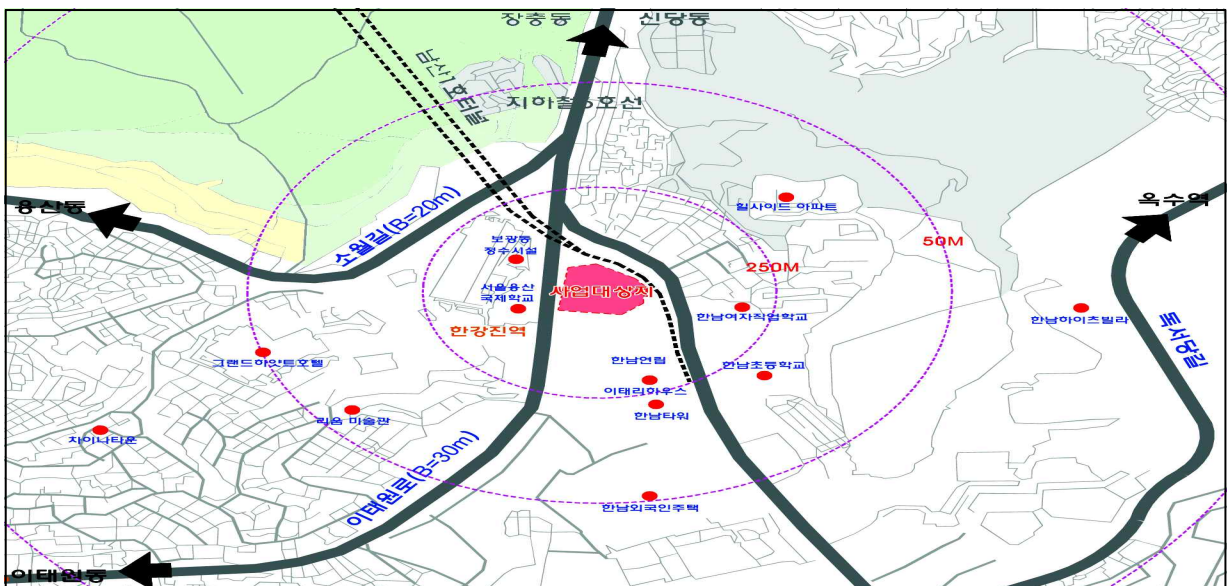 장충동 신당동
남산1호터널
지하철6호선
힐사이드 아파트
용산동
옥수역
소월길(B=20m)
보광동
정수시설
50M
250M
서울용산
국제학교
사업대상지
한남여자직업학교
한남하이츠빌라
한강진역
독서당길
그랜드하얏트호텔
한남연립
한남초등학교
이태리하우스
리움 미술관
한남타워
차이나타운
이태원로(B=30m)
한남외국인주택
이태원동